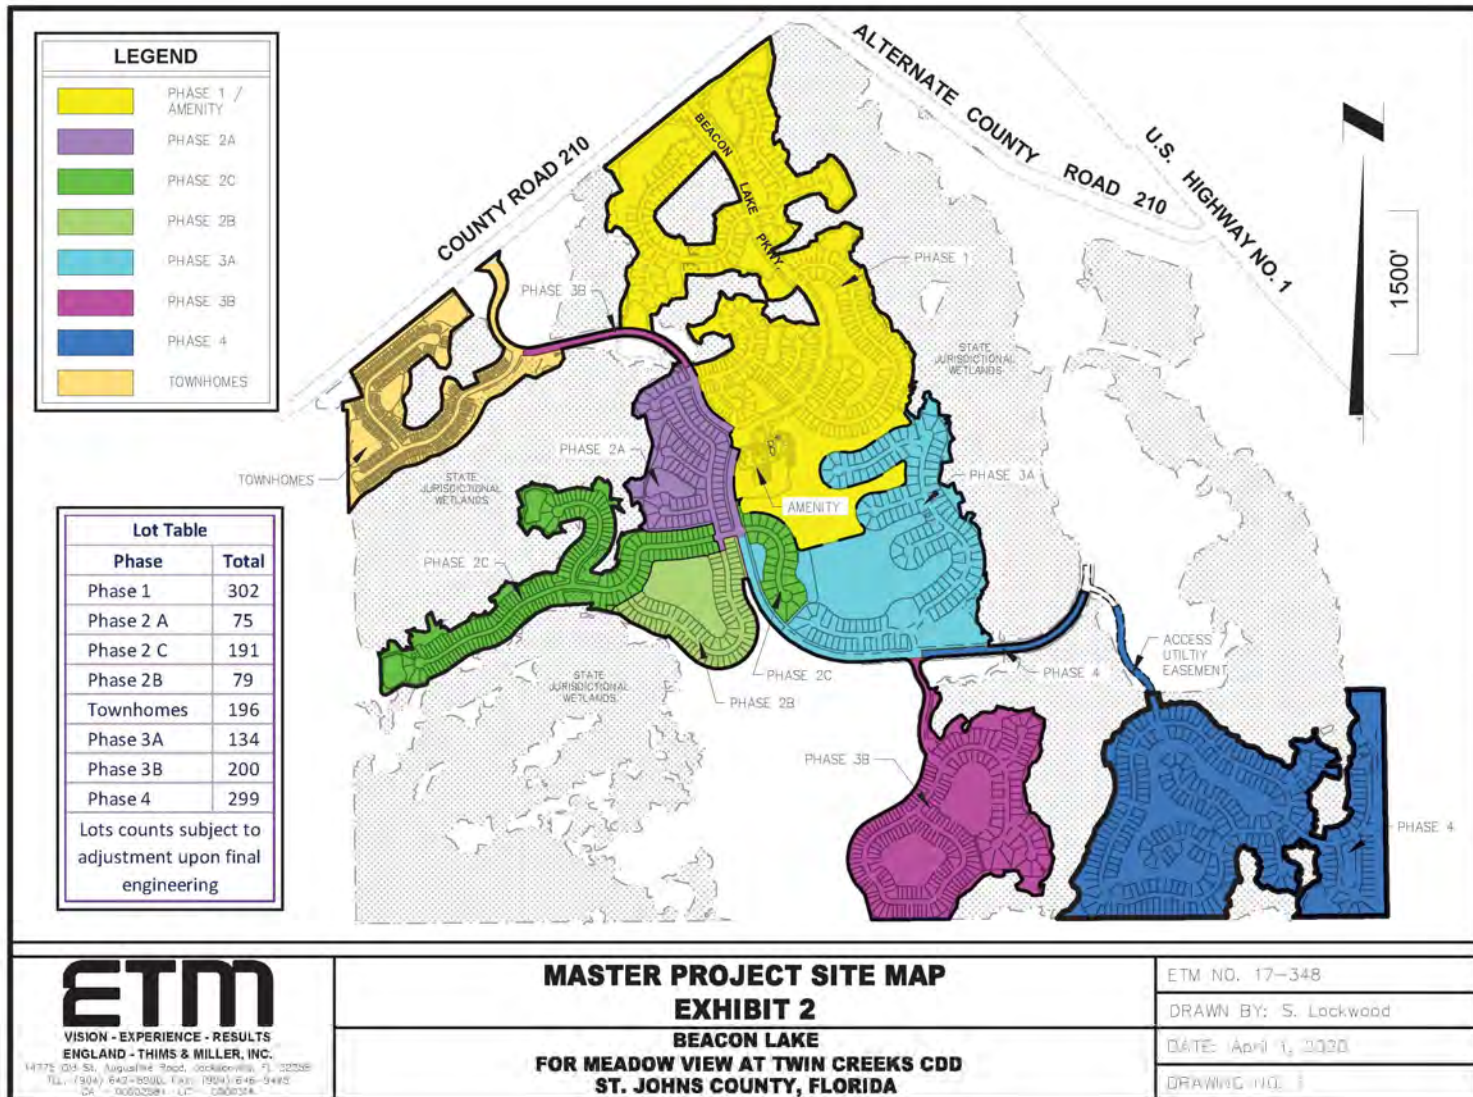 LEGEND
PHASE 1 /
AMENITY
PHASE 2A
PHASE 2C
PHASE 2B
PHASE 3A
PHASE 3B
PHASE 4
TOWNHOMES
COUNTY ROAD 210
ALTERNATE COUNTY ROAD 210
U.S. HIGHWAY NO. 1
1500'
BEACON LAKE PKWY.
PHASE 1
PHASE 3B
STATE
JURISDICTIONAL
WETLANDS
PHASE 2A
TOWNHOMES
STATE
JURISDICTIONAL
WETLANDS
PHASE 3A
AMENITY
PHASE 2C
ACCESS
UTILTIY
EASEMENT
PHASE 4
PHASE 2C
STATE
JURISDICTIONAL
WETLANDS
PHASE 2B
PHASE 3B
PHASE 4
Lot Table
Phase Total
Phase 1 302
Phase 2 A 75
Phase 2 C 191
Phase 2B 79
Townhomes 196
Phase 3A 134
Phase 3B 200
Phase 4 299
Lots counts subject to
adjustment upon final
engineering
ETM
VISION - EXPERIENCE - RESULTS
ENGLAND - THIMS & MILLER, INC.
MASTER PROJECT SITE MAP
EXHIBIT 2
BEACON LAKE
FOR MEADOW VIEW AT TWIN CREEKS CDD
ST. JOHNS COUNTY, FLORIDA
ETM NO. 17-348
DRAWN BY: S. Lockwood
DATE: April 1, 2020
DRAWING NO. 1